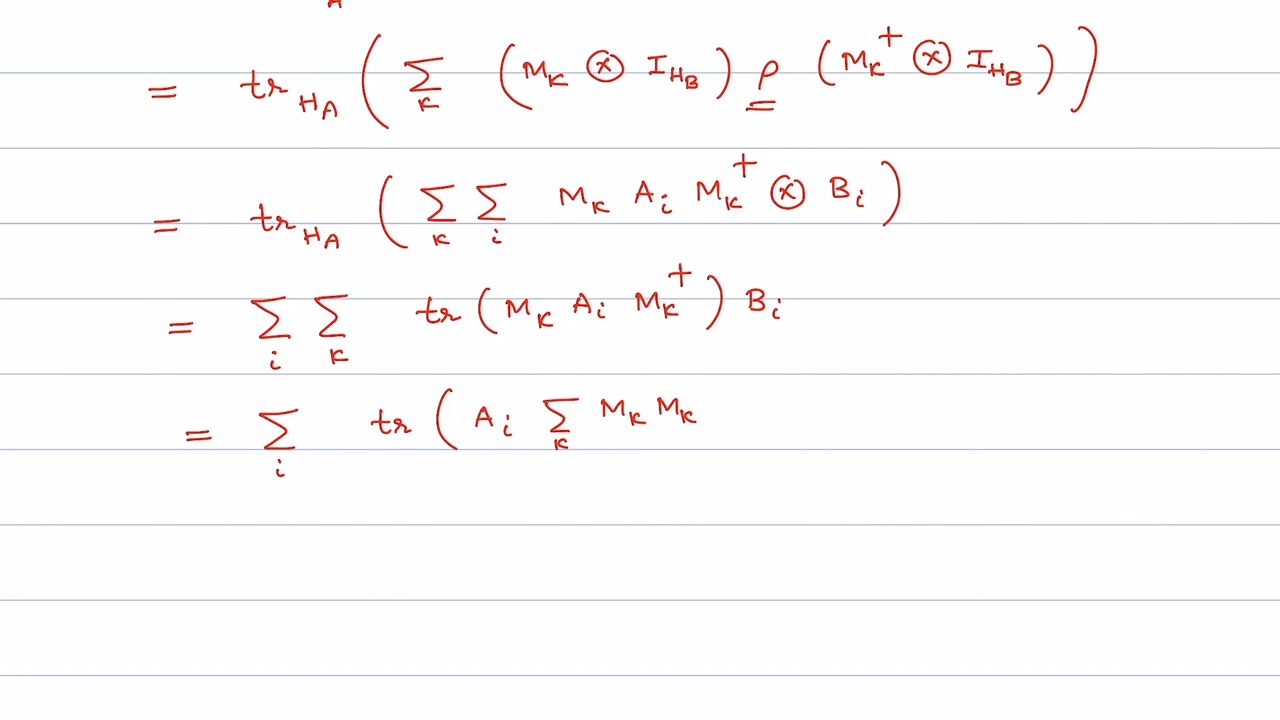 A
= tr_{H_A} ( Σ_K (M_K ⊗ I_{H_B}) ρ (M_K^+ ⊗ I_{H_B}) )
= tr_{H_A} ( Σ_K Σ_i M_K A_i M_K^+ ⊗ B_i )
= Σ_i Σ_K tr ( M_K A_i M_K^+ ) B_i
= Σ_i tr ( A_i Σ_K M_K M_K